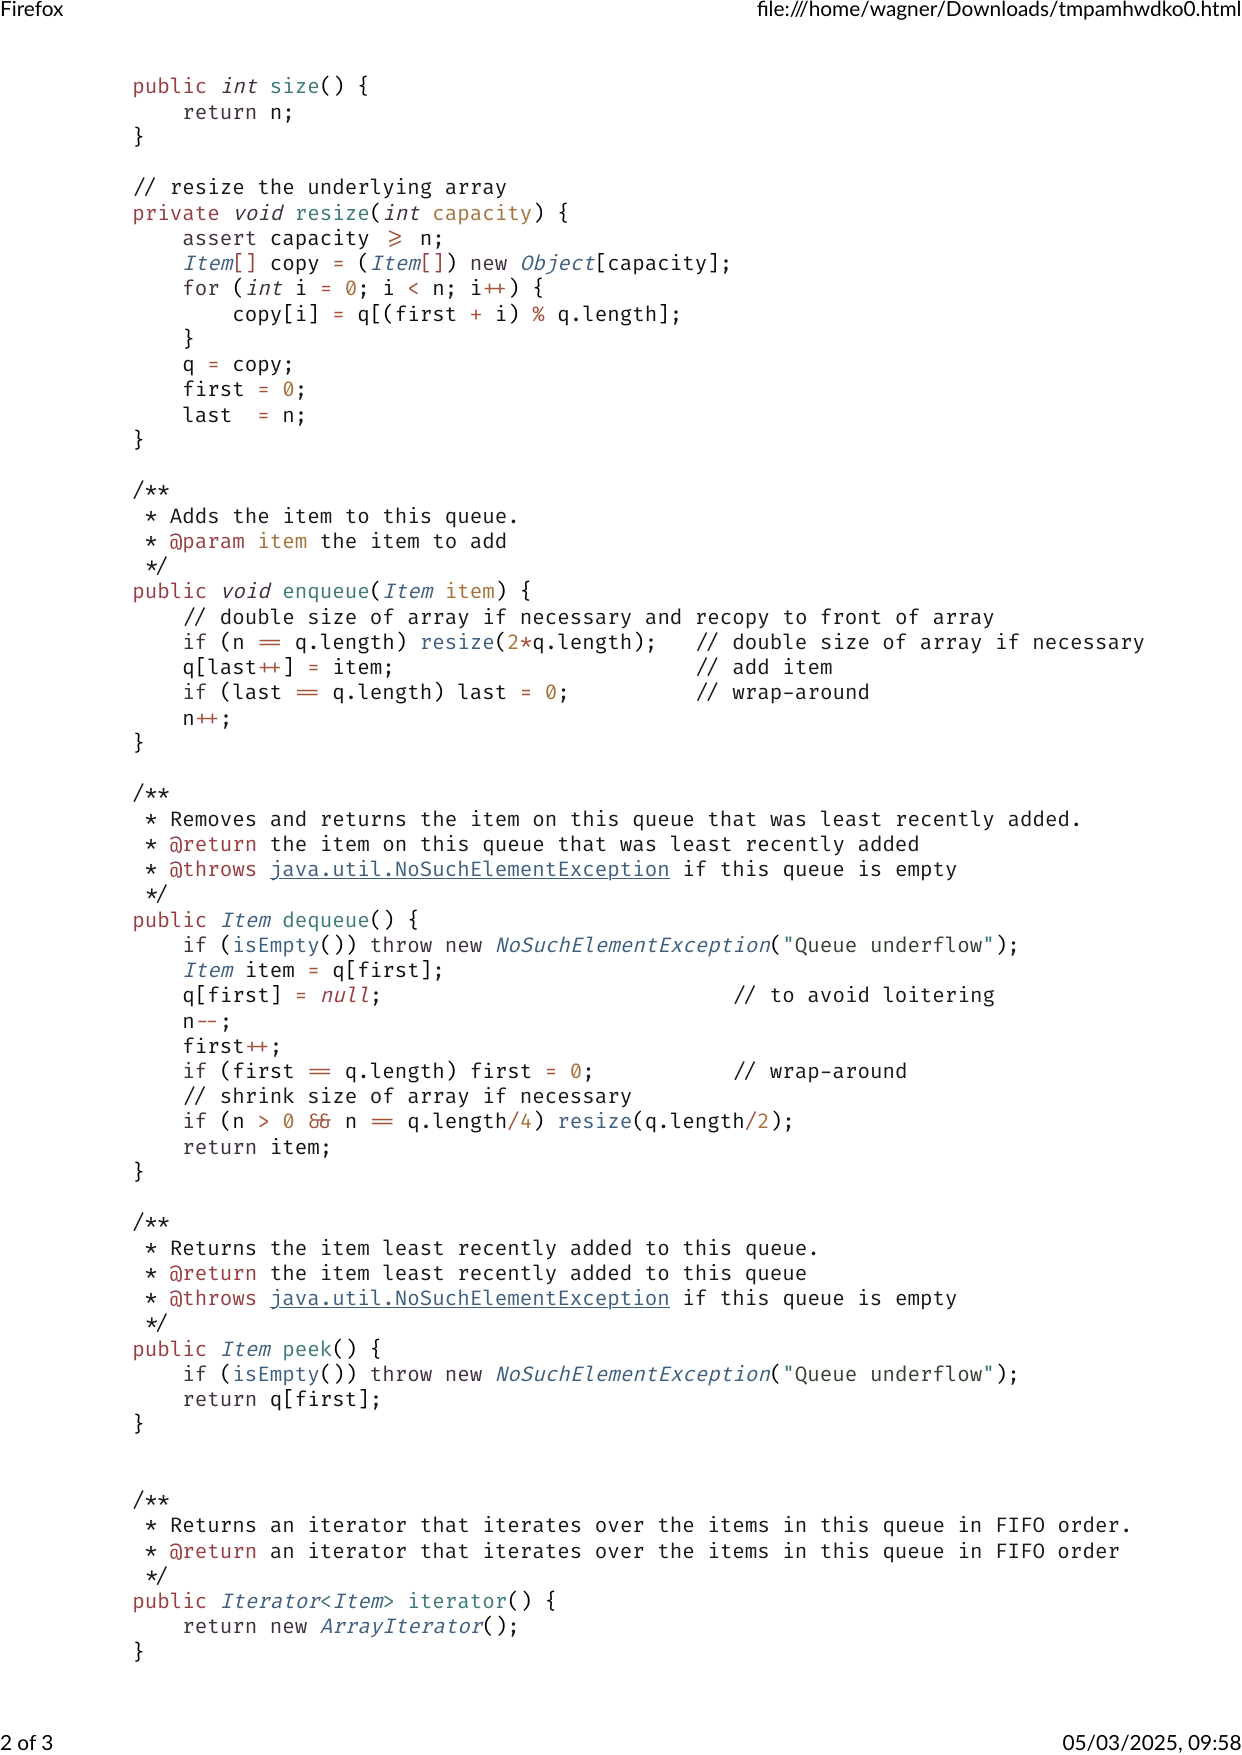 Firefox file:///home/wagner/Downloads/tmpamhwdko0.html
public int size() {
    return n;
}
// resize the underlying array
private void resize(int capacity) {
    assert capacity >= n;
    Item[] copy = (Item[]) new Object[capacity];
    for (int i = 0; i < n; i++) {
        copy[i] = q[(first + i) % q.length];
    }
    q = copy;
    first = 0;
    last  = n;
}
/**
 * Adds the item to this queue.
 * @param item the item to add
 */
public void enqueue(Item item) {
    // double size of array if necessary and recopy to front of array
    if (n == q.length) resize(2*q.length);   // double size of array if necessary
    q[last++] = item;                        // add item
    if (last == q.length) last = 0;          // wrap-around
    n++;
}
/**
 * Removes and returns the item on this queue that was least recently added.
 * @return the item on this queue that was least recently added
 * @throws java.util.NoSuchElementException if this queue is empty
 */
public Item dequeue() {
    if (isEmpty()) throw new NoSuchElementException("Queue underflow");
    Item item = q[first];
    q[first] = null;                            // to avoid loitering
    n--;
    first++;
    if (first == q.length) first = 0;           // wrap-around
    // shrink size of array if necessary
    if (n > 0 && n == q.length/4) resize(q.length/2);
    return item;
}
/**
 * Returns the item least recently added to this queue.
 * @return the item least recently added to this queue
 * @throws java.util.NoSuchElementException if this queue is empty
 */
public Item peek() {
    if (isEmpty()) throw new NoSuchElementException("Queue underflow");
    return q[first];
}
/**
 * Returns an iterator that iterates over the items in this queue in FIFO order.
 * @return an iterator that iterates over the items in this queue in FIFO order
 */
public Iterator<Item> iterator() {
    return new ArrayIterator();
}
2 of 3 05/03/2025, 09:58